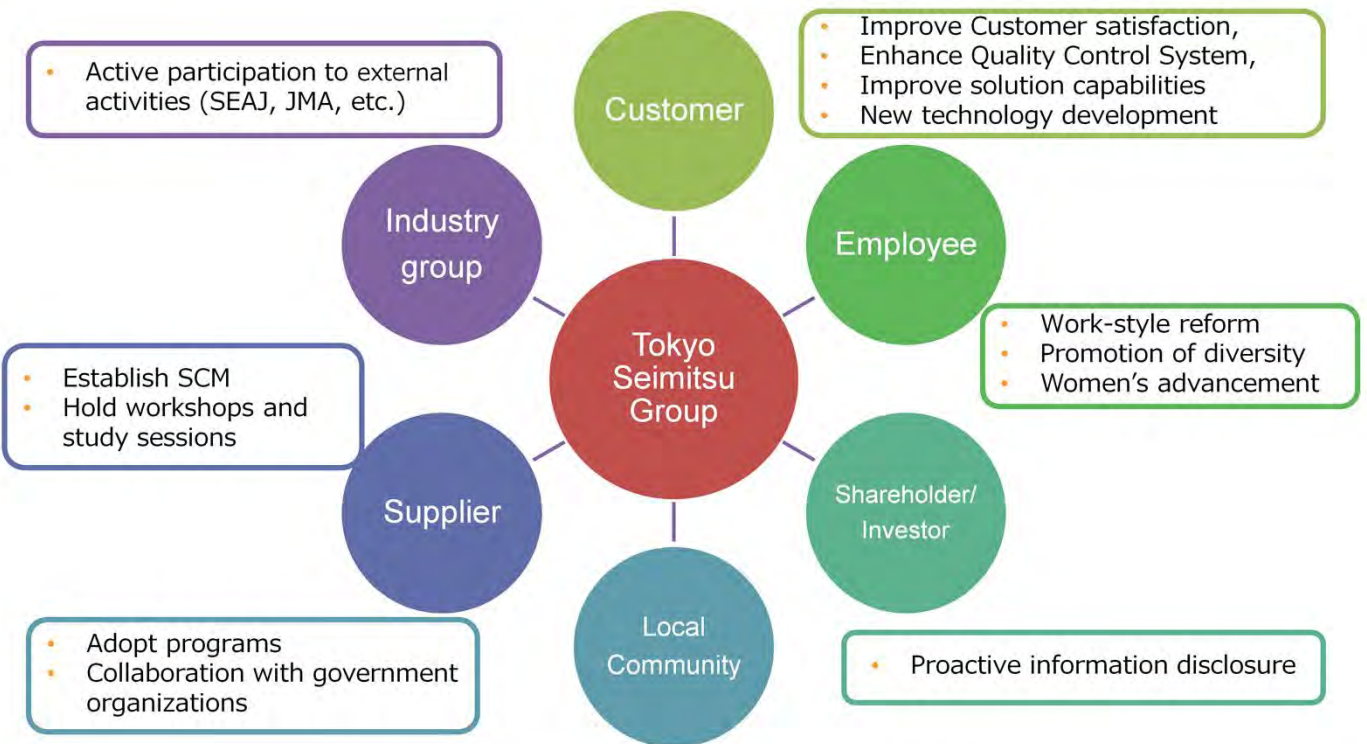 • Active participation to external
activities (SEAJ, JMA, etc.)
Customer
• Improve Customer satisfaction,
• Enhance Quality Control System,
• Improve solution capabilities
• New technology development
Industry
group
Employee
• Work-style reform
• Promotion of diversity
• Women's advancement
Tokyo
Seimitsu
Group
• Establish SCM
• Hold workshops and
study sessions
Supplier
Shareholder/
Investor
• Adopt programs
• Collaboration with government
organizations
Local
Community
• Proactive information disclosure